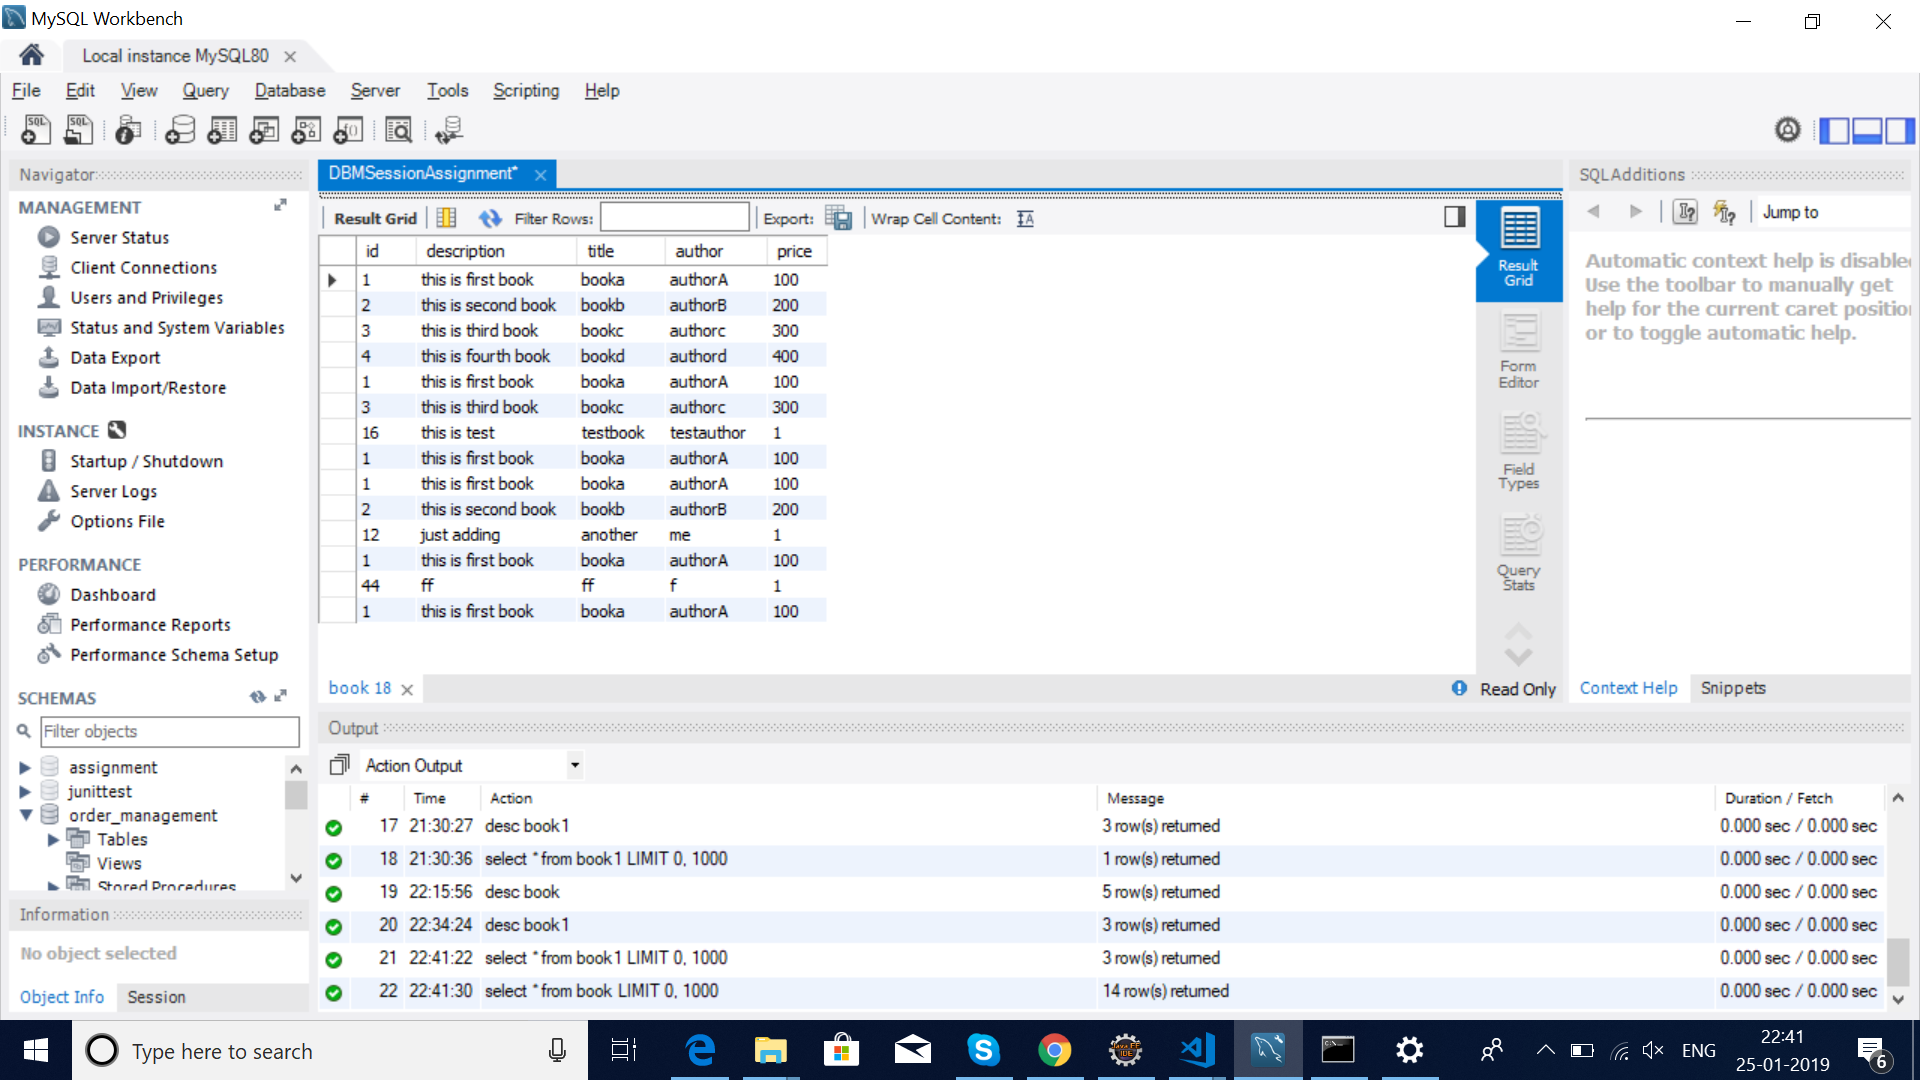 MySQL Workbench
Local instance MySQL80
File Edit View Query Database Server Tools Scripting Help
Navigator
MANAGEMENT
Server Status
Client Connections
Users and Privileges
Status and System Variables
Data Export
Data Import/Restore
INSTANCE
Startup / Shutdown
Server Logs
Options File
PERFORMANCE
Dashboard
Performance Reports
Performance Schema Setup
SCHEMAS
Filter objects
assignment
junittest
order_management
Tables
Views
Stored Procedures
Information
No object selected
Object Info Session
DBMSessionAssignment*
Result Grid Filter Rows: Export: Wrap Cell Content:
id description title author price
1 this is first book booka authorA 100
2 this is second book bookb authorB 200
3 this is third book bookc authorc 300
4 this is fourth book bookd authord 400
1 this is first book booka authorA 100
3 this is third book bookc authorc 300
16 this is test testbook testauthor 1
1 this is first book booka authorA 100
1 this is first book booka authorA 100
2 this is second book bookb authorB 200
12 just adding another me 1
1 this is first book booka authorA 100
44 ff ff f 1
1 this is first book booka authorA 100
Result
Grid
Form
Editor
Field
Types
Query
Stats
book 18
Read Only
SQLAdditions
Jump to
Automatic context help is disable
Use the toolbar to manually get
help for the current caret position
or to toggle automatic help.
Context Help Snippets
Output
Action Output
# Time Action Message Duration / Fetch
17 21:30:27 desc book1 3 row(s) returned 0.000 sec / 0.000 sec
18 21:30:36 select * from book1 LIMIT 0, 1000 1 row(s) returned 0.000 sec / 0.000 sec
19 22:15:56 desc book 5 row(s) returned 0.000 sec / 0.000 sec
20 22:34:24 desc book1 3 row(s) returned 0.000 sec / 0.000 sec
21 22:41:22 select * from book1 LIMIT 0, 1000 3 row(s) returned 0.000 sec / 0.000 sec
22 22:41:30 select * from book LIMIT 0, 1000 14 row(s) returned 0.000 sec / 0.000 sec
Type here to search
ENG
22:41
25-01-2019
6